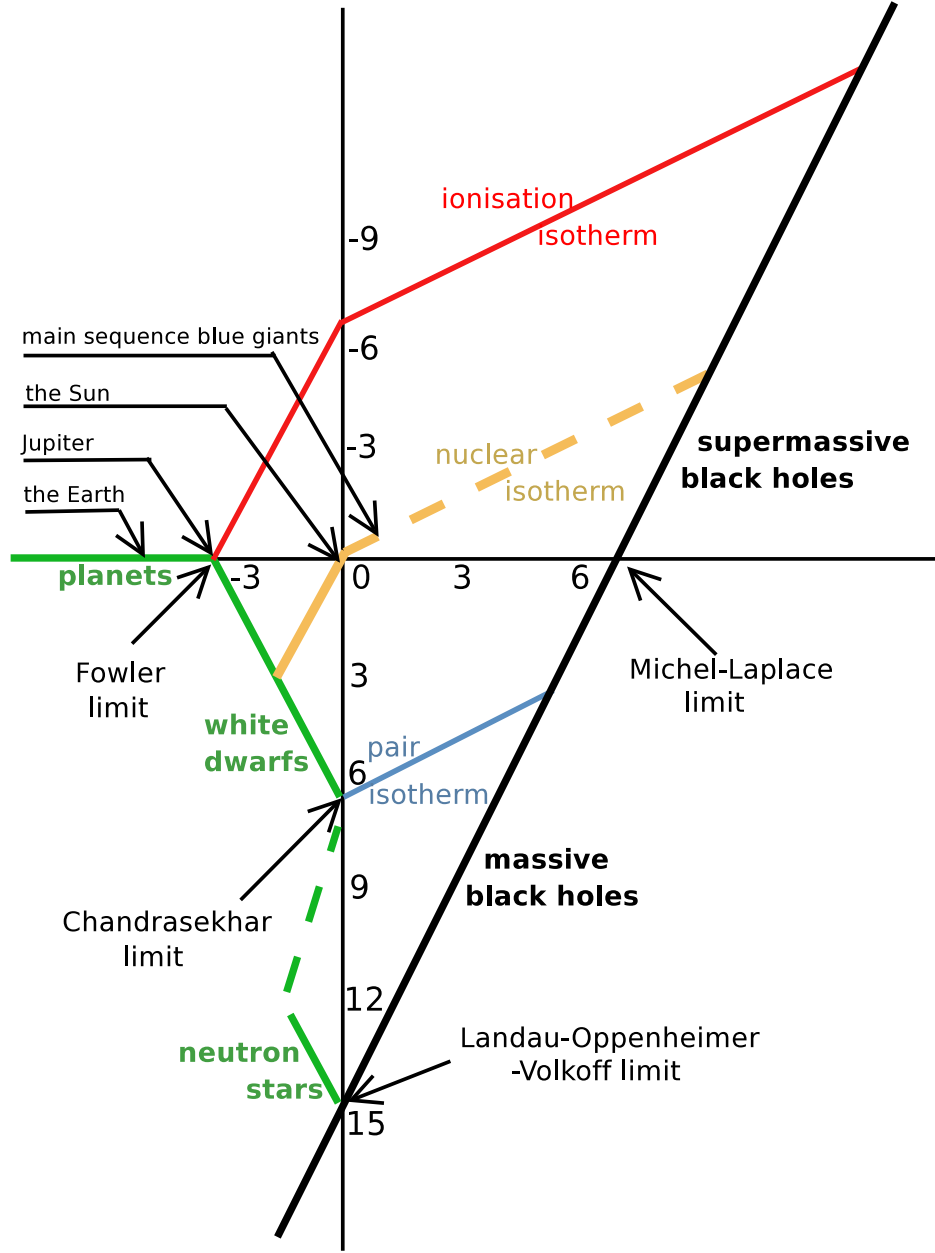 ionisation
isotherm
-9
main sequence blue giants
-6
the Sun
Jupiter
-3
nuclear
isotherm
supermassive
black holes
the Earth
planets
-3
0
3
6
Fowler
limit
3
Michel-Laplace
limit
white
dwarfs
pair
6
isotherm
massive
black holes
9
Chandrasekhar
limit
12
neutron
stars
Landau-Oppenheimer
-Volkoff limit
15